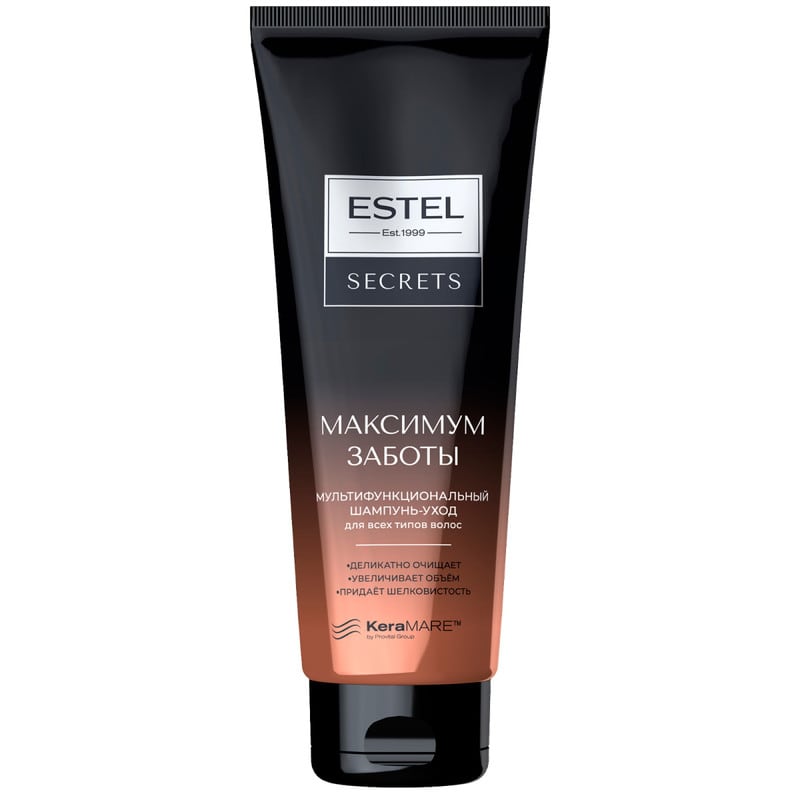 ESTEL
Est.1999
SECRETS
МАКСИМУМ
ЗАБОТЫ
МУЛЬТИФУНКЦИОНАЛЬНЫЙ
ШАМПУНЬ-УХОД
для всех типов волос
•ДЕЛИКАТНО ОЧИЩАЕТ
•УВЕЛИЧИВАЕТ ОБЪЁМ
•ПРИДАЁТ ШЕЛКОВИСТОСТЬ
KeraMARE™
by Provital Group